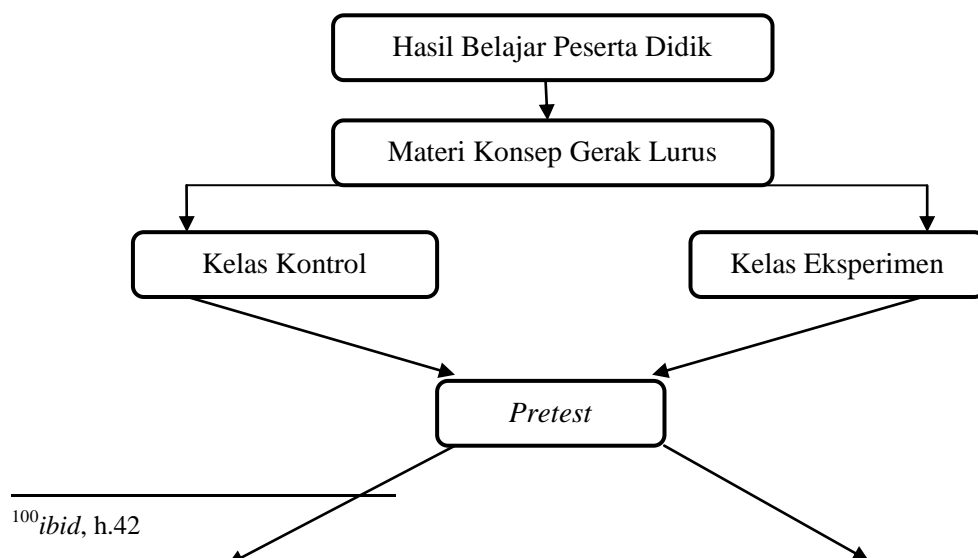 Hasil Belajar Peserta Didik
Materi Konsep Gerak Lurus
Kelas Kontrol
Kelas Eksperimen
Pretest
100ibid, h.42